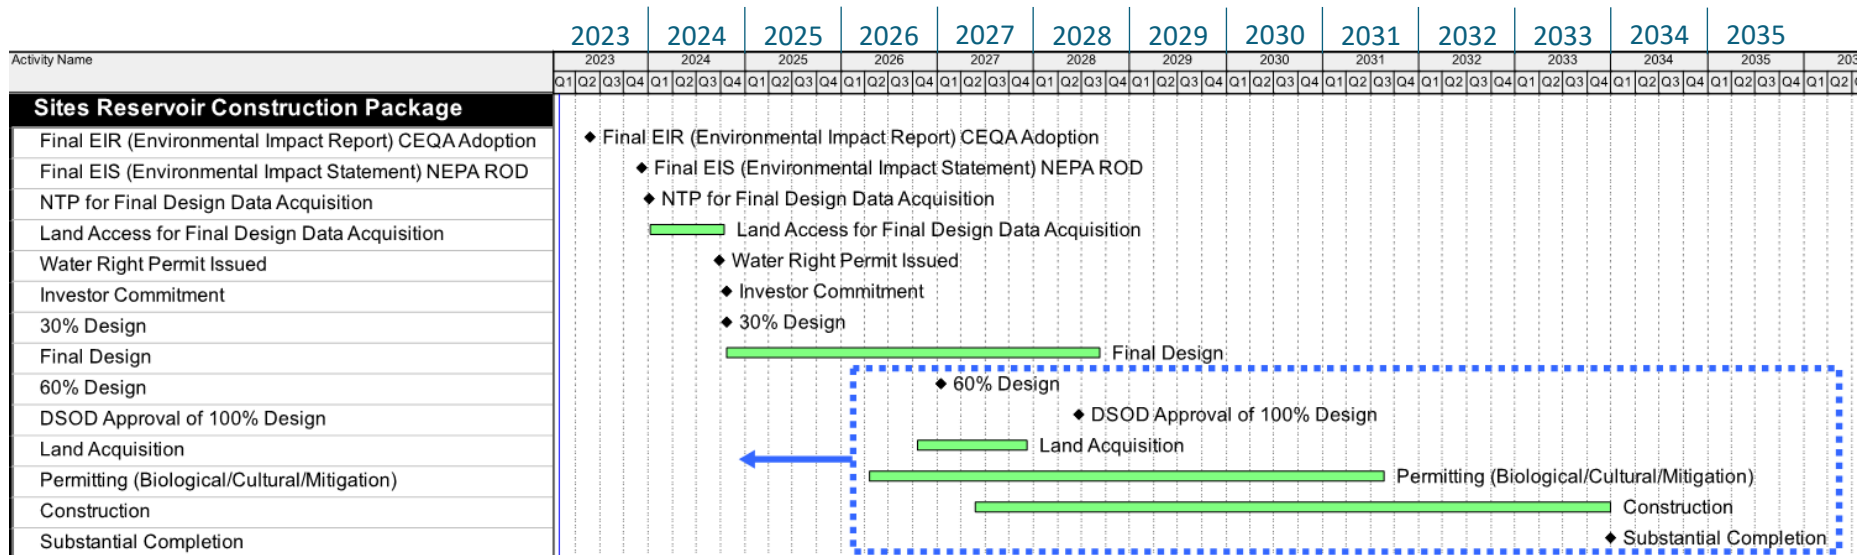 2023 2024 2025 2026 2027 2028 2029 2030 2031 2032 2033 2034 2035
Activity Name 2023 2024 2025 2026 2027 2028 2029 2030 2031 2032 2033 2034 2035 203
Q1 Q2 Q3 Q4 Q1 Q2 Q3 Q4 Q1 Q2 Q3 Q4 Q1 Q2 Q3 Q4 Q1 Q2 Q3 Q4 Q1 Q2 Q3 Q4 Q1 Q2 Q3 Q4 Q1 Q2 Q3 Q4 Q1 Q2 Q3 Q4 Q1 Q2 Q3 Q4 Q1 Q2 Q3 Q4 Q1 Q2 Q3 Q4 Q1 Q2 Q3 Q4 Q1 Q2
Sites Reservoir Construction Package
Final EIR (Environmental Impact Report) CEQA Adoption Final EIR (Environmental Impact Report) CEQA Adoption
Final EIS (Environmental Impact Statement) NEPA ROD Final EIS (Environmental Impact Statement) NEPA ROD
NTP for Final Design Data Acquisition NTP for Final Design Data Acquisition
Land Access for Final Design Data Acquisition Land Access for Final Design Data Acquisition
Water Right Permit Issued Water Right Permit Issued
Investor Commitment Investor Commitment
30% Design 30% Design
Final Design Final Design
60% Design 60% Design
DSOD Approval of 100% Design DSOD Approval of 100% Design
Land Acquisition Land Acquisition
Permitting (Biological/Cultural/Mitigation) Permitting (Biological/Cultural/Mitigation)
Construction Construction
Substantial Completion Substantial Completion